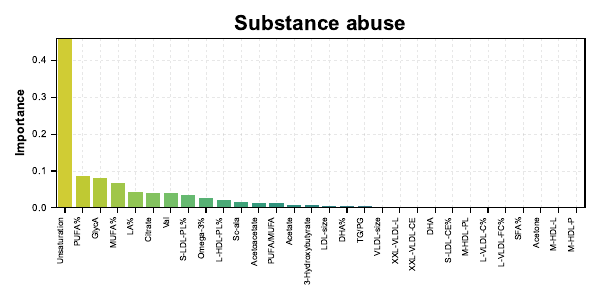 Substance abuse
Importance
0.4
0.3
0.2
0.1
0.0
Unsaturation
PUFA%
GlycA
MUFA%
LA%
Citrate
Val
S-LDL-PL%
Omega-3%
L-HDL-PL%
Sc-ala
Acetoacetate
PUFA/MUFA
Acetate
3-Hydroxybutyrate
LDL-size
DHA%
TG/PG
VLDL-size
XXL-VLDL-L
XXL-VLDL-CE
DHA
S-LDL-CE%
M-HDL-PL
L-VLDL-C%
L-VLDL-FC%
SFA%
Acetone
M-HDL-L
M-HDL-P